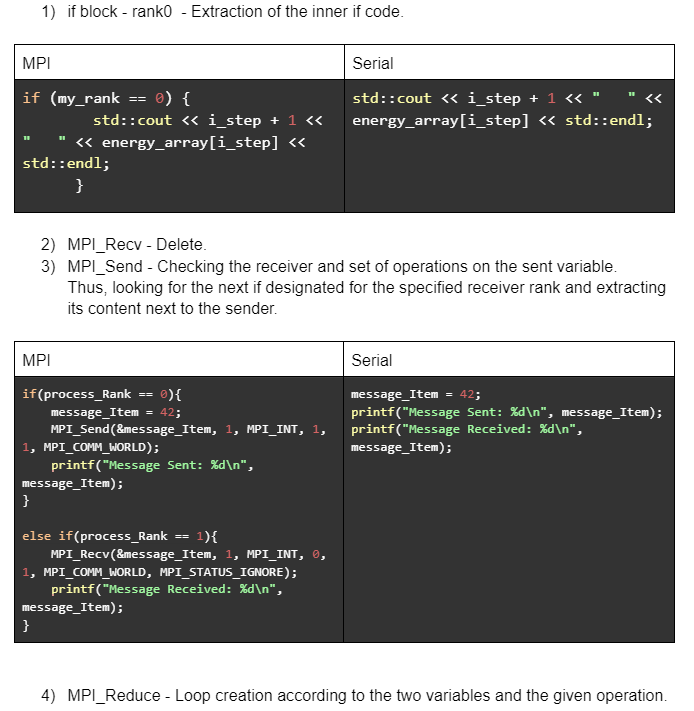 1) if block - rank0 - Extraction of the inner if code.
MPI
Serial
if (my_rank == 0) {
std::cout << i_step + 1 <<
"   " << energy_array[i_step] <<
std::endl;
}
std::cout << i_step + 1 << "   " <<
energy_array[i_step] << std::endl;
2) MPI_Recv - Delete.
3) MPI_Send - Checking the receiver and set of operations on the sent variable.
Thus, looking for the next if designated for the specified receiver rank and extracting
its content next to the sender.
MPI
Serial
if(process_Rank == 0){
message_Item = 42;
MPI_Send(&message_Item, 1, MPI_INT, 1,
1, MPI_COMM_WORLD);
printf("Message Sent: %d\n",
message_Item);
}
else if(process_Rank == 1){
MPI_Recv(&message_Item, 1, MPI_INT, 0,
1, MPI_COMM_WORLD, MPI_STATUS_IGNORE);
printf("Message Received: %d\n",
message_Item);
}
message_Item = 42;
printf("Message Sent: %d\n", message_Item);
printf("Message Received: %d\n",
message_Item);
4) MPI_Reduce - Loop creation according to the two variables and the given operation.